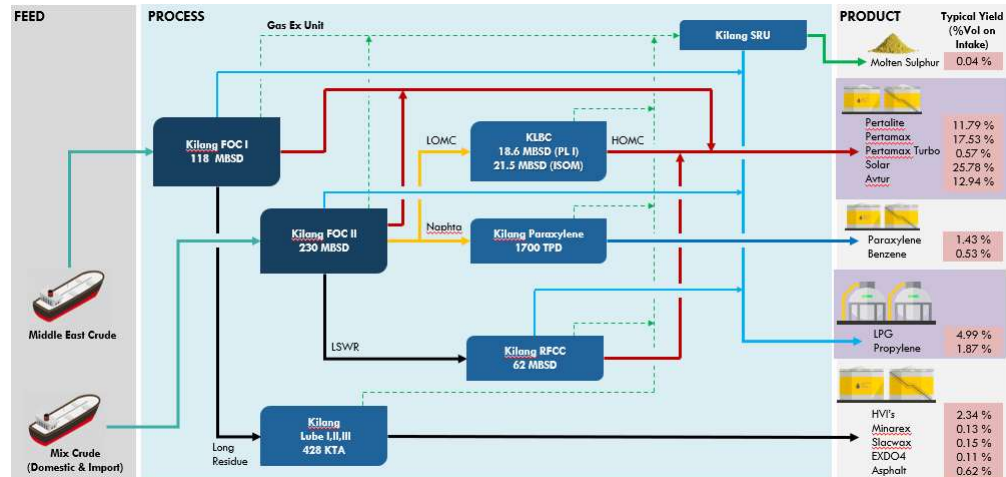 FEED
PROCESS
PRODUCT
Typical Yield
(%Vol on
Intake)
Gas Ex Unit
Kilang SRU
Molten Sulphur 0.04 %
Kilang FOC I
118 MBSD
LOMC
KLBC
18.6 MBSD (PL I)
21.5 MBSD (ISOM)
HOMC
Pertalite 11.79 %
Pertamax 17.53 %
Pertamax Turbo 0.57 %
Solar 25.78 %
Avtur 12.94 %
Kilang FOC II
230 MBSD
Naphta
Kilang Paraxylene
1700 TPD
Paraxylene 1.43 %
Benzene 0.53 %
Middle East Crude
LSWR
Kilang RFCC
62 MBSD
LPG 4.99 %
Propylene 1.87 %
Mix Crude
(Domestic & Import)
Long
Residue
Kilang
Lube I,II,III
428 KTA
HVI's 2.34 %
Minarex 0.13 %
Slacwax 0.15 %
EXDO4 0.11 %
Asphalt 0.62 %